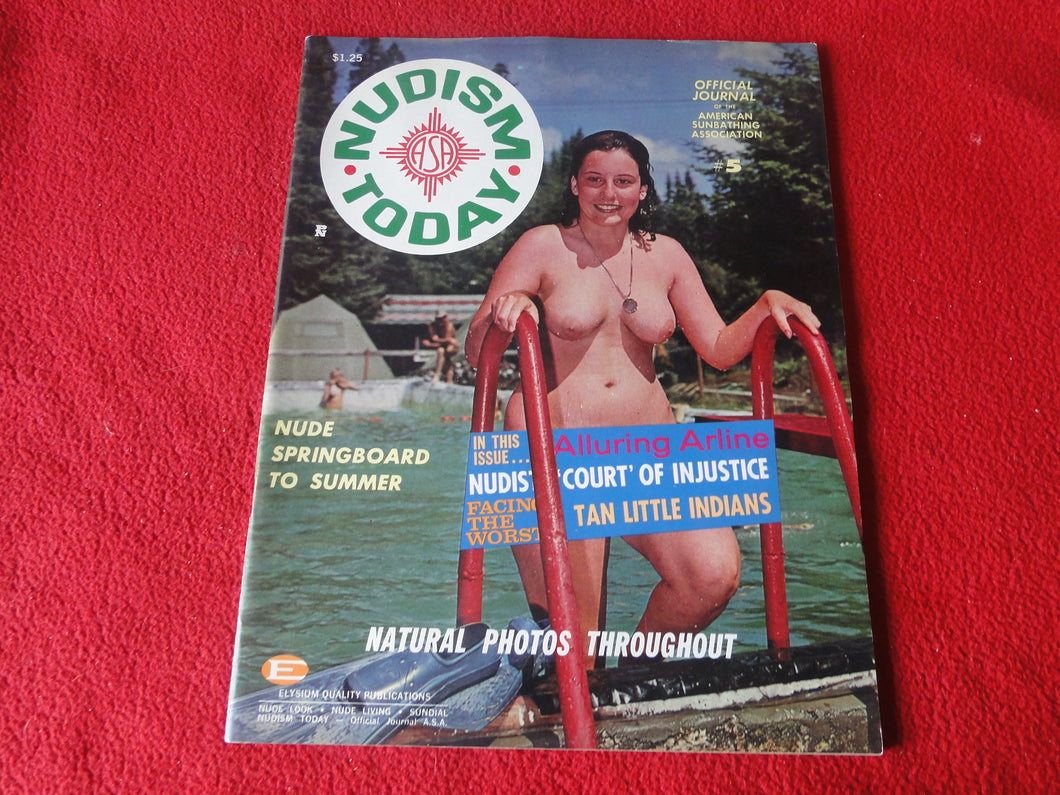 $1.25
NUDISM
ASA
TODAY
OFFICIAL
JOURNAL
OF THE
AMERICAN
SUNBATHING
ASSOCIATION
#5
PN
NUDE
SPRINGBOARD
TO SUMMER
IN THIS
ISSUE...
Alluring Arline
NUDIST 'COURT' OF INJUSTICE
FACING
THE
WORST
TAN LITTLE INDIANS
NATURAL PHOTOS THROUGHOUT
E
ELYSIUM QUALITY PUBLICATIONS
NUDE LOOK • NUDE LIVING • SUNDIAL
NUDISM TODAY — Official Journal A.S.A.